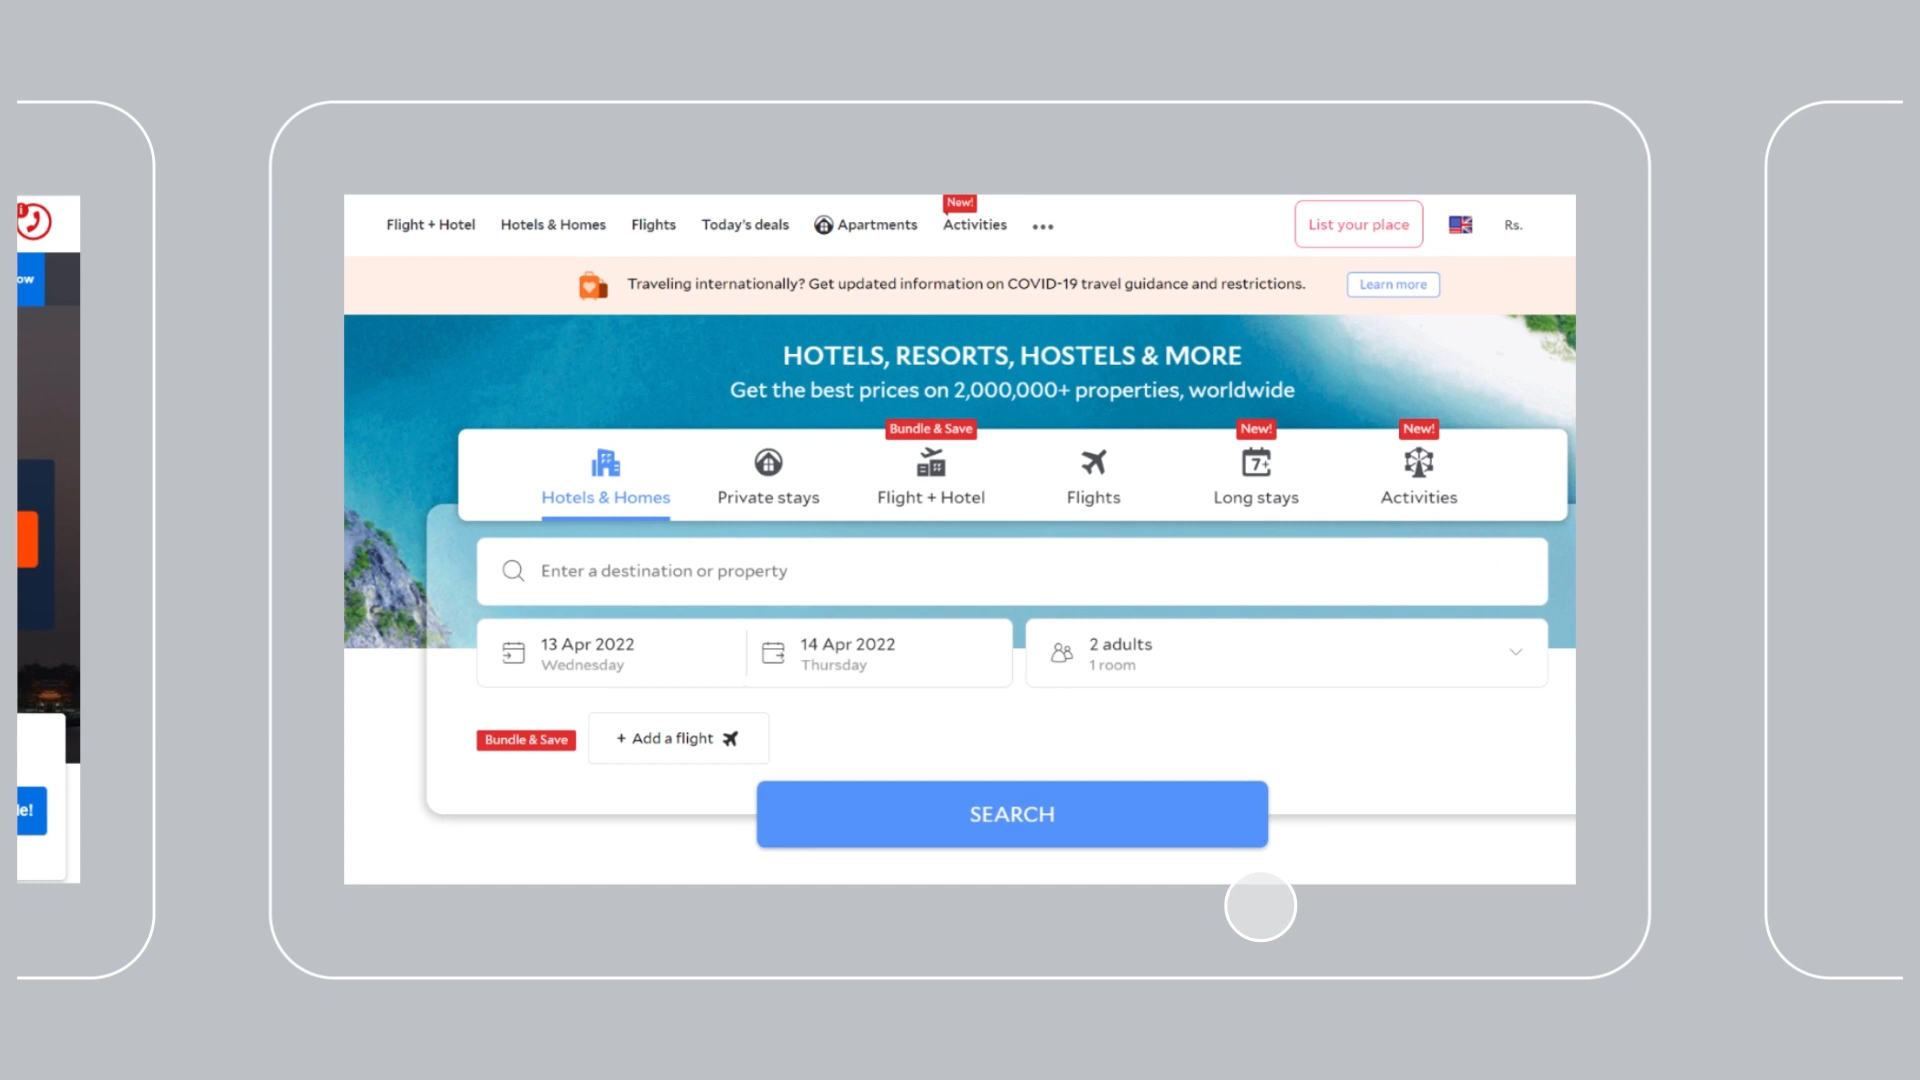 New!
Flight + Hotel Hotels & Homes Flights Today's deals Apartments Activities List your place Rs.
Traveling internationally? Get updated information on COVID-19 travel guidance and restrictions. Learn more
HOTELS, RESORTS, HOSTELS & MORE
Get the best prices on 2,000,000+ properties, worldwide
Bundle & Save New! New!
7+
Hotels & Homes Private stays Flight + Hotel Flights Long stays Activities
Enter a destination or property
13 Apr 2022 14 Apr 2022 2 adults
Wednesday Thursday 1 room
Bundle & Save + Add a flight
SEARCH
ow
le!